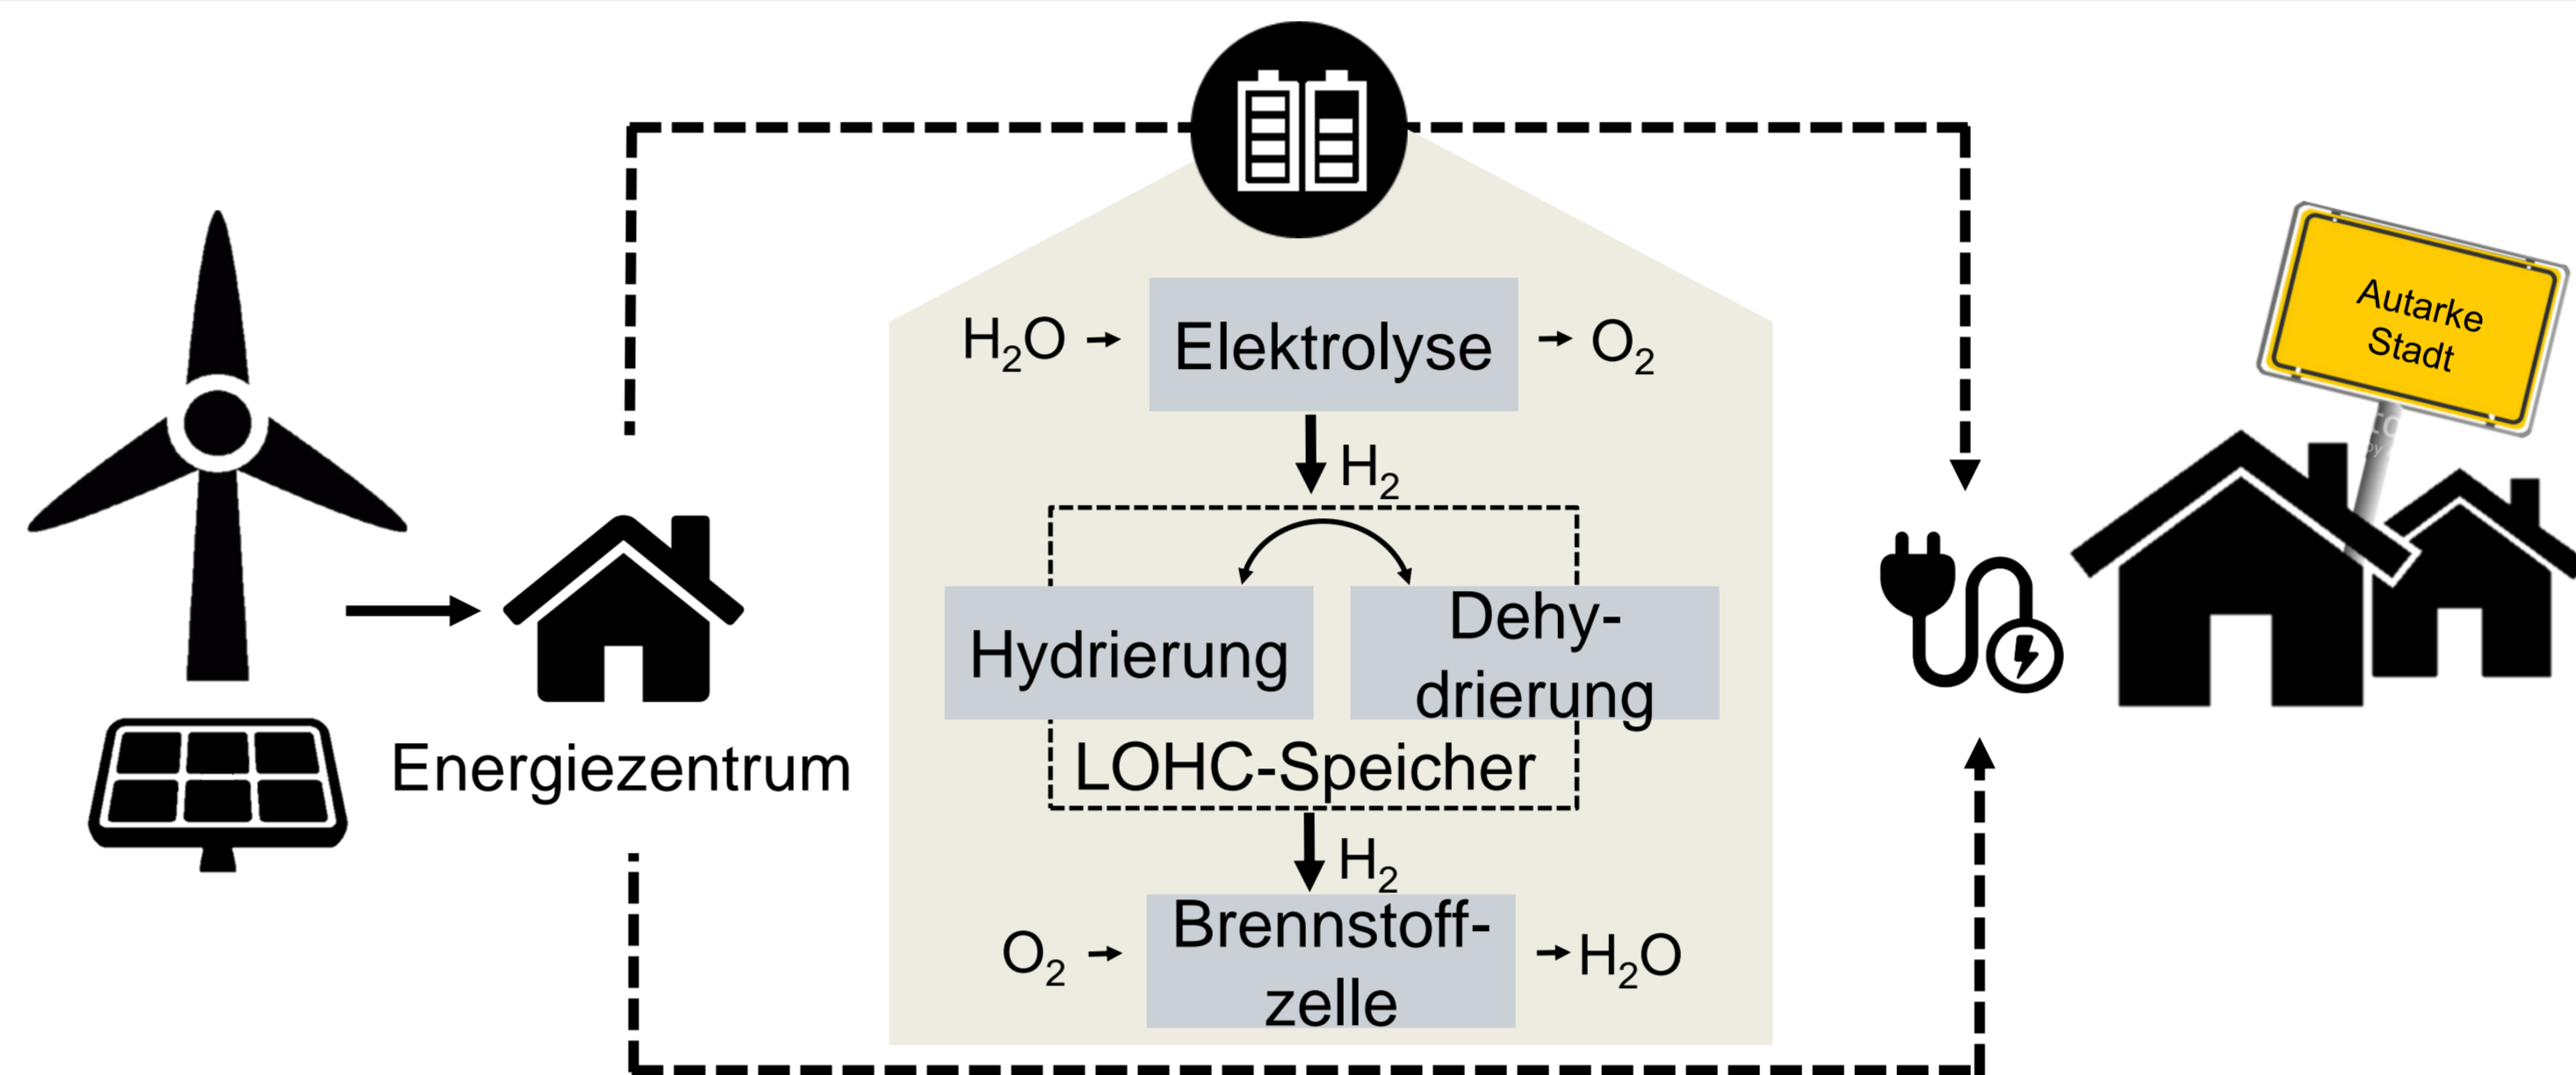 Autarke
Stadt
H₂O → Elektrolyse → O₂
H₂
Hydrierung
Dehy-
drierung
LOHC-Speicher
Energiezentrum
H₂
O₂ → Brennstoff- → H₂O
zelle